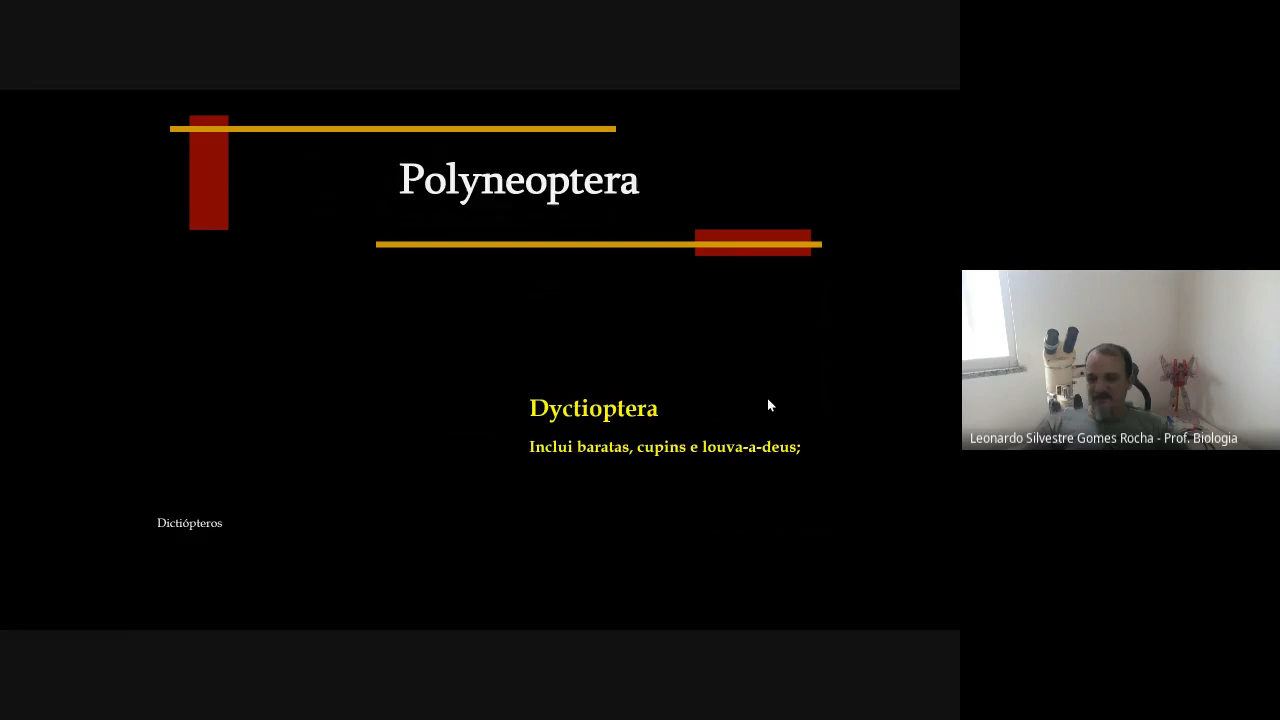 Polyneoptera
Dyctioptera
Inclui baratas, cupins e louva-a-deus;
Dictiópteros
Leonardo Silvestre Gomes Rocha - Prof. Biologia